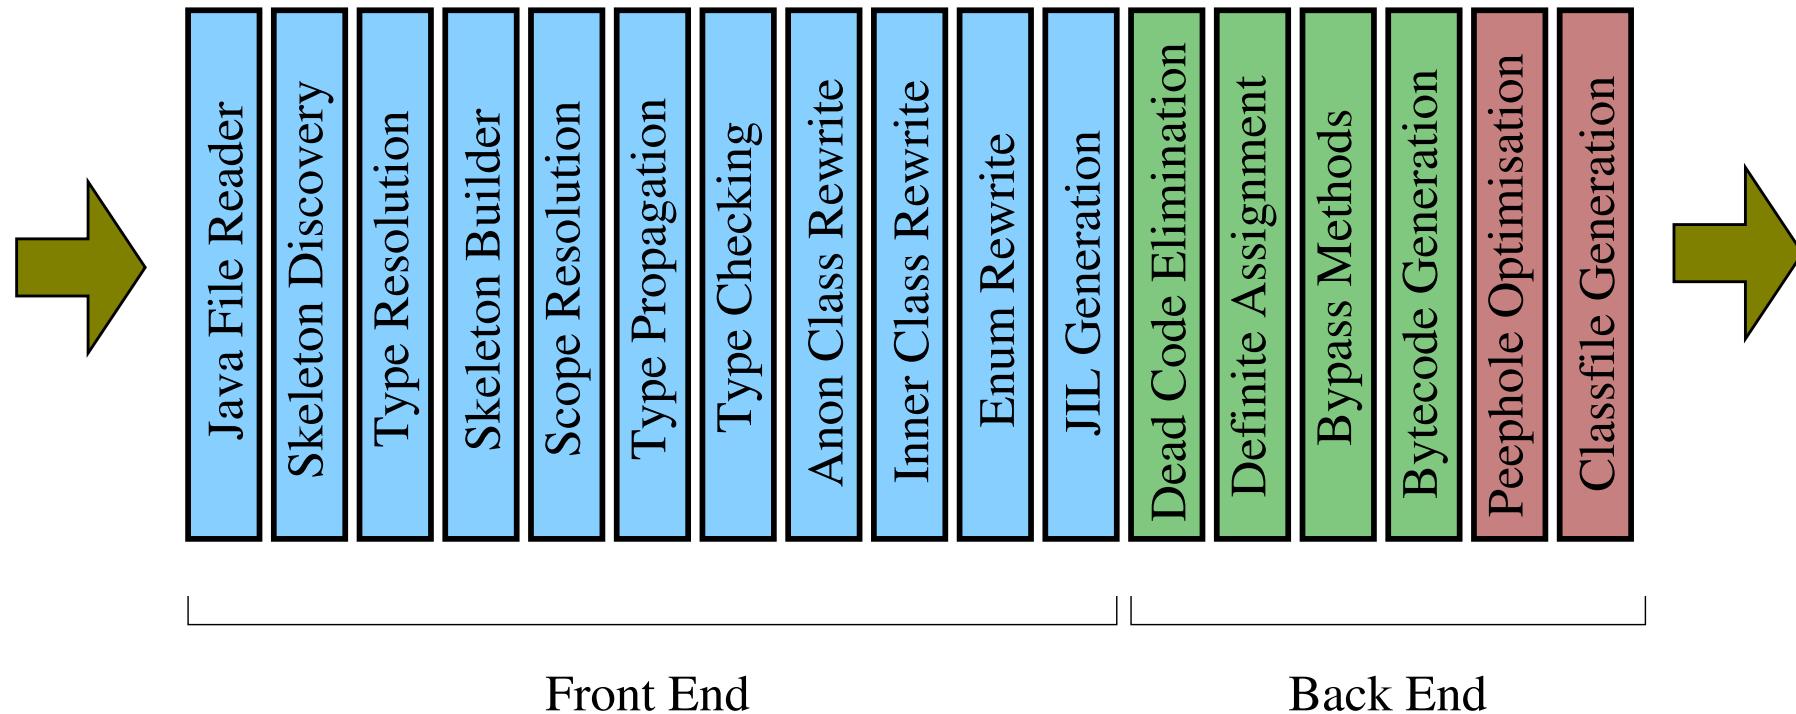 Java File Reader
Skeleton Discovery
Type Resolution
Skeleton Builder
Scope Resolution
Type Propagation
Type Checking
Anon Class Rewrite
Inner Class Rewrite
Enum Rewrite
JIL Generation
Dead Code Elimination
Definite Assignment
Bypass Methods
Bytecode Generation
Peephole Optimisation
Classfile Generation
Front End
Back End